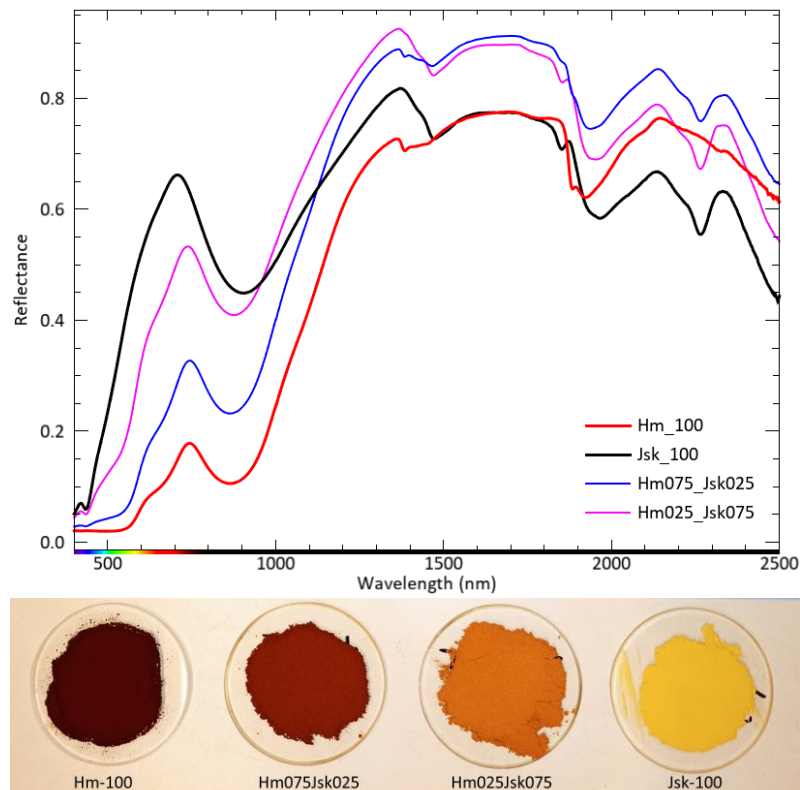 0.8
0.6
0.4
0.2
0.0
Reflectance
Hm_100
Jsk_100
Hm075_Jsk025
Hm025_Jsk075
500 1000 1500 2000 2500
Wavelength (nm)
Hm-100 Hm075Jsk025 Hm025Jsk075 Jsk-100